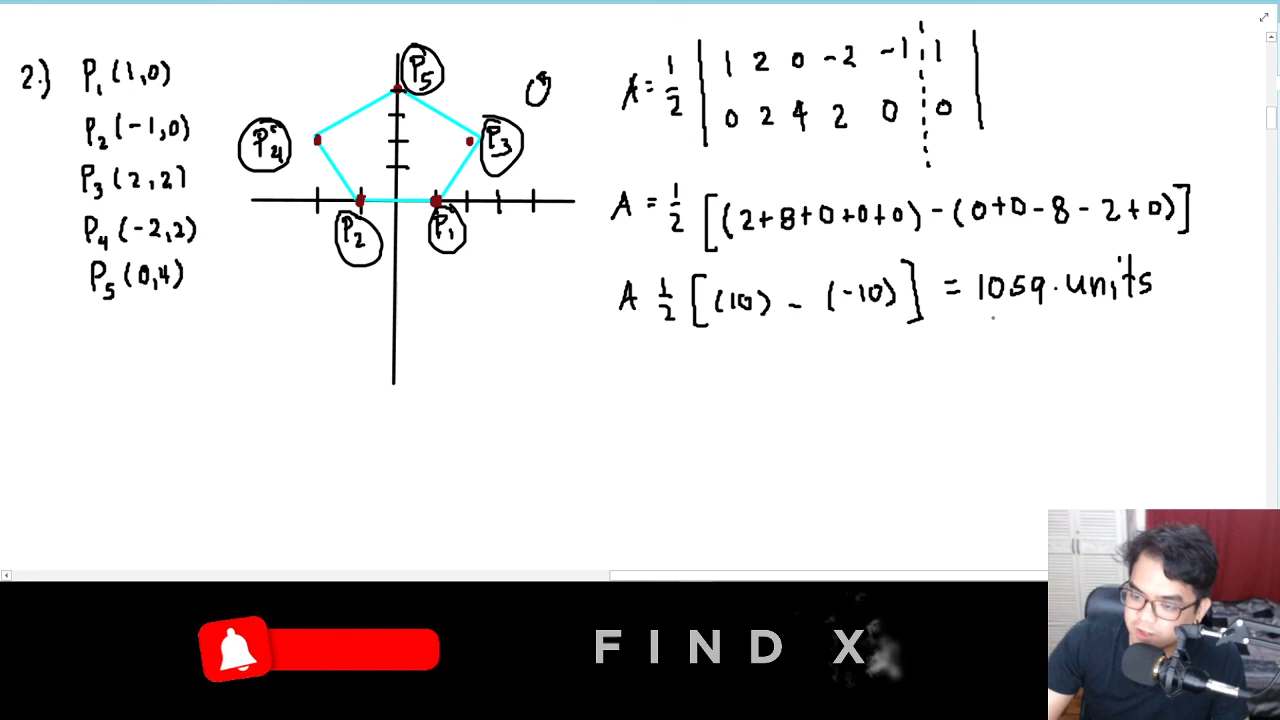 2.) P₁ (1,0)
P₂ (-1,0)
P₃ (2,2)
P₄ (-2,2)
P₅ (0,4)
P₅
P₄
P₃
P₂
P₁
A = 1/2 | 1 2 0 -2 -1 1 |
0 2 4 2 0 0
A = 1/2 [(2+8+0+0+0) - (0+0-8-2+0)]
A 1/2 [(10) - (-10)] = 10 sq. units
FIND X